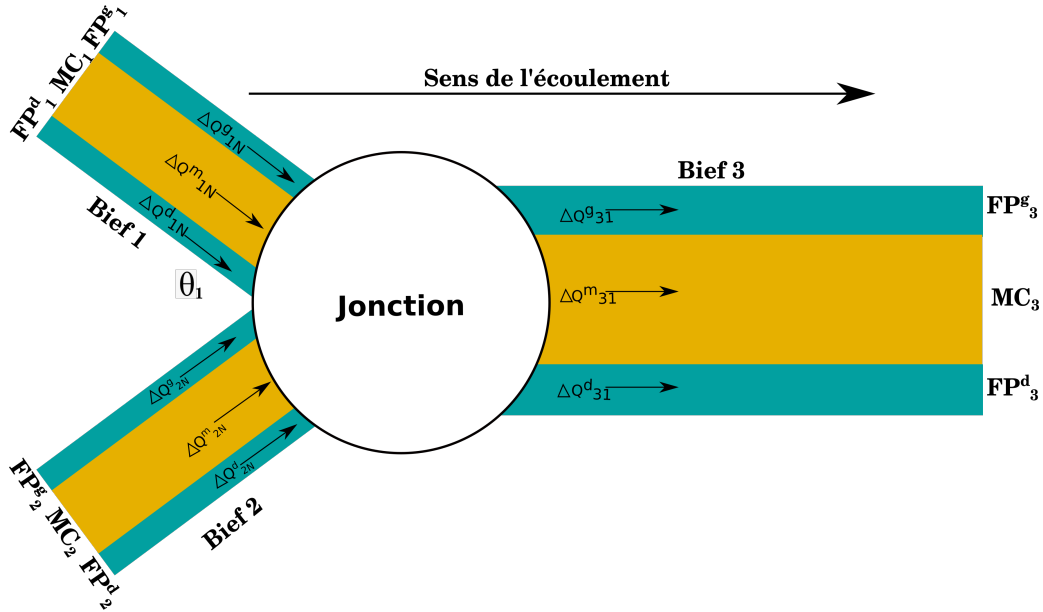 FP^d_1 MC_1 FP^g_1
Sens de l'écoulement
ΔQ^g_1N
ΔQ^m_1N
ΔQ^d_1N
Bief 1
θ_1
Jonction
Bief 3
ΔQ^g_31
FP^g_3
ΔQ^m_31
MC_3
ΔQ^d_31
FP^d_3
ΔQ^g_2N
ΔQ^m_2N
ΔQ^d_2N
Bief 2
FP^g_2 MC_2 FP^d_2